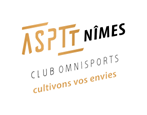 ASPTT NÎMES
CLUB OMNISPORTS
cultivons vos envies